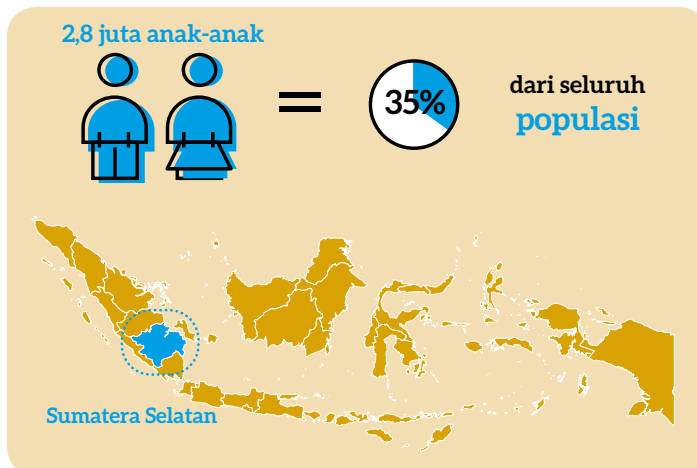 2,8 juta anak-anak
35%
dari seluruh
populasi
Sumatera Selatan